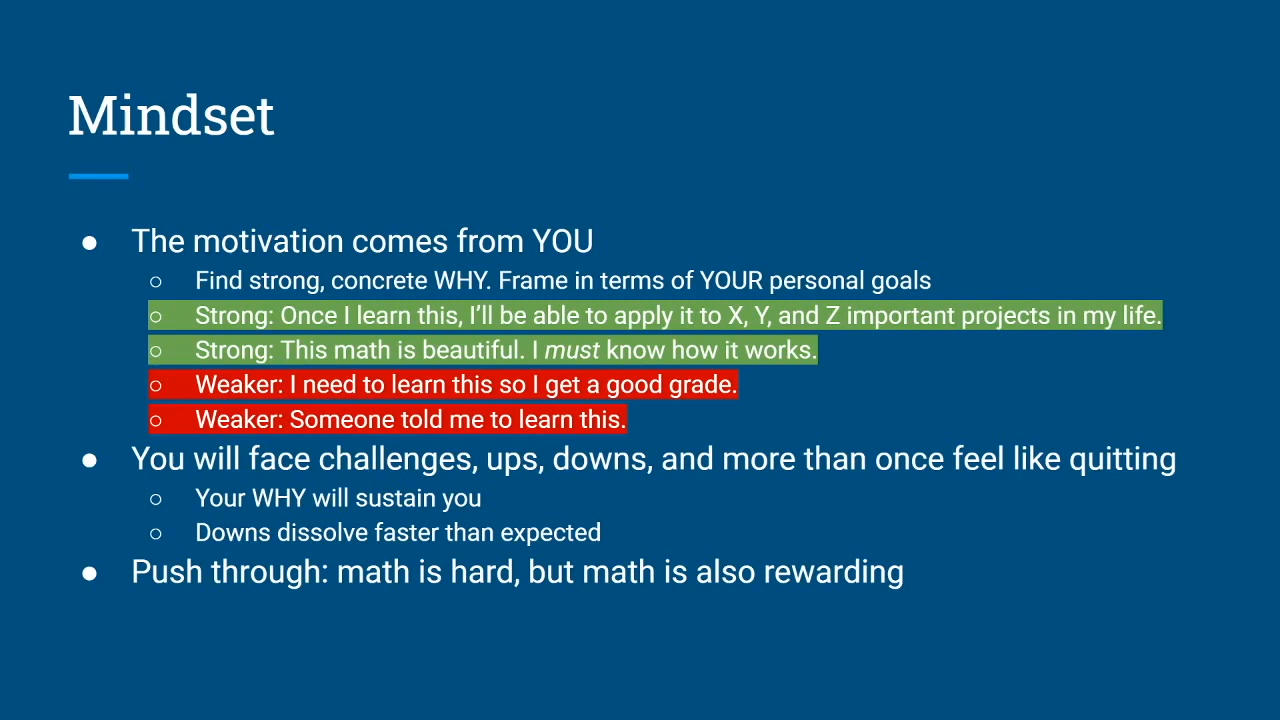 Mindset
● The motivation comes from YOU
○ Find strong, concrete WHY. Frame in terms of YOUR personal goals
○ Strong: Once I learn this, I’ll be able to apply it to X, Y, and Z important projects in my life.
○ Strong: This math is beautiful. I must know how it works.
○ Weaker: I need to learn this so I get a good grade.
○ Weaker: Someone told me to learn this.
● You will face challenges, ups, downs, and more than once feel like quitting
○ Your WHY will sustain you
○ Downs dissolve faster than expected
● Push through: math is hard, but math is also rewarding